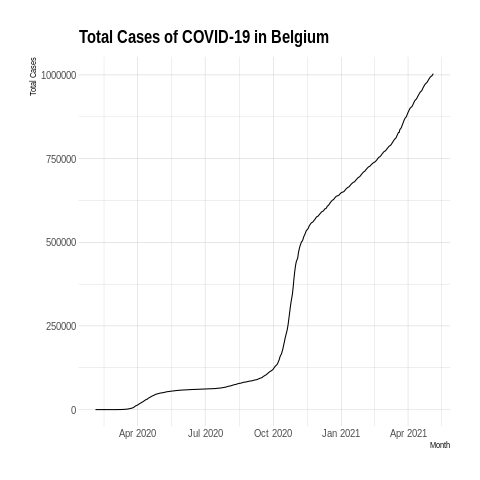 Total Cases of COVID-19 in Belgium
Total Cases
1000000
750000
500000
250000
0
Apr 2020 Jul 2020 Oct 2020 Jan 2021 Apr 2021
Month